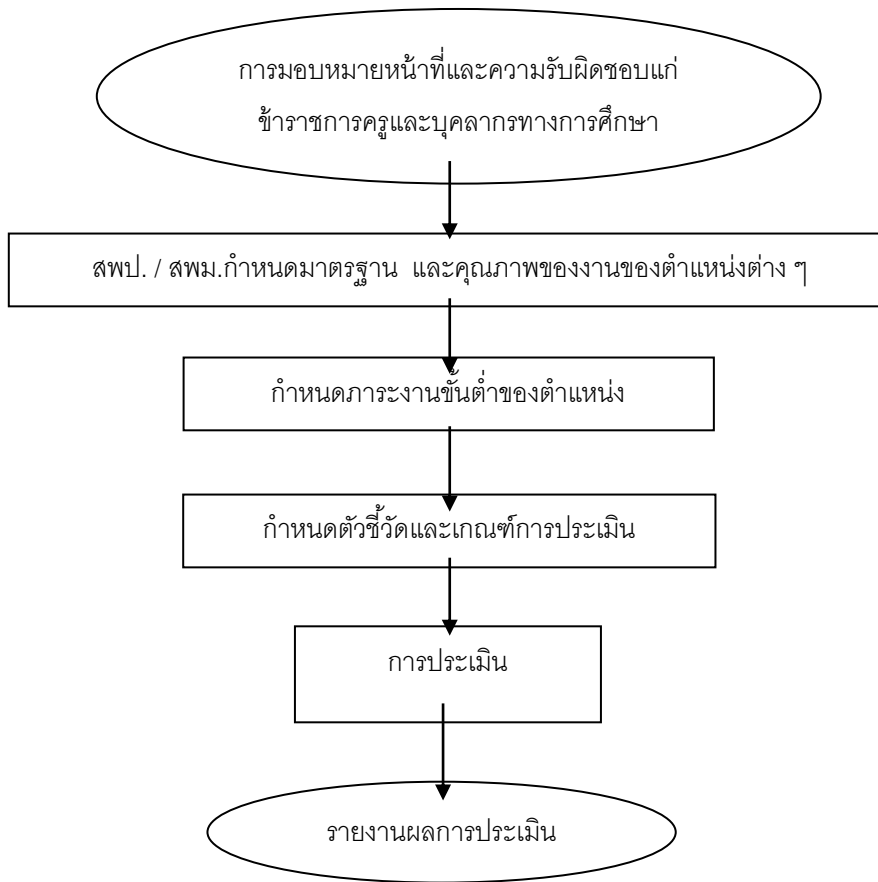 การมอบหมายหน้าที่และความรับผิดชอบแก่
ข้าราชการครูและบุคลากรทางการศึกษา
สพป. / สพม.กำหนดมาตรฐาน และคุณภาพของงานของตำแหน่งต่าง ๆ
กำหนดภาระงานขั้นต่ำของตำแหน่ง
กำหนดตัวชี้วัดและเกณฑ์การประเมิน
การประเมิน
รายงานผลการประเมิน